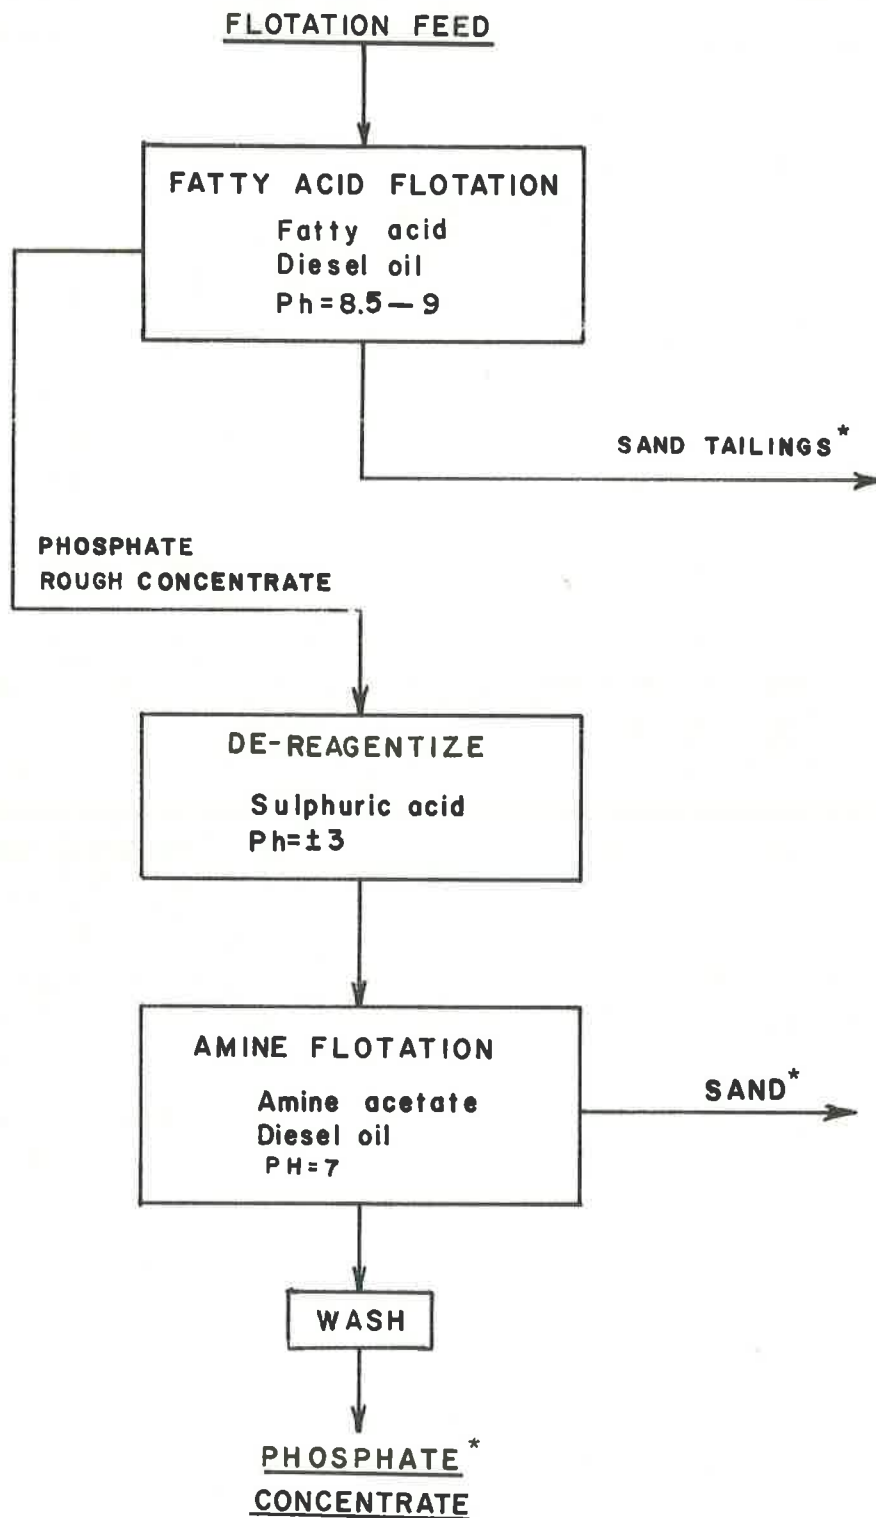 FLOTATION FEED
FATTY ACID FLOTATION
Fatty acid
Diesel oil
Ph=8.5—9
SAND TAILINGS*
PHOSPHATE
ROUGH CONCENTRATE
DE-REAGENTIZE
Sulphuric acid
Ph=±3
AMINE FLOTATION
Amine acetate
Diesel oil
PH=7
SAND*
WASH
PHOSPHATE*
CONCENTRATE